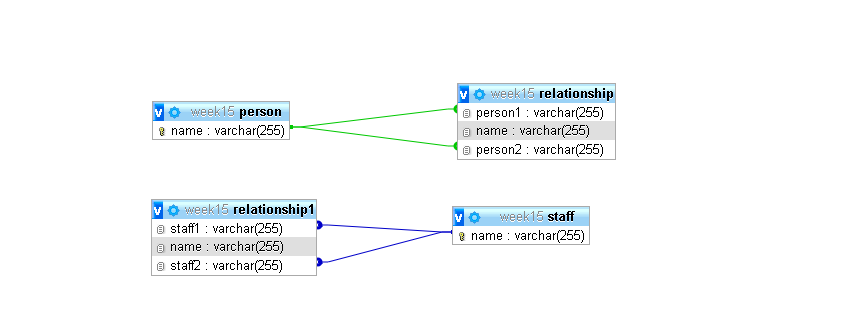 v week15 person
name : varchar(255)
v week15 relationship
person1 : varchar(255)
name : varchar(255)
person2 : varchar(255)
v week15 relationship1
staff1 : varchar(255)
name : varchar(255)
staff2 : varchar(255)
v week15 staff
name : varchar(255)